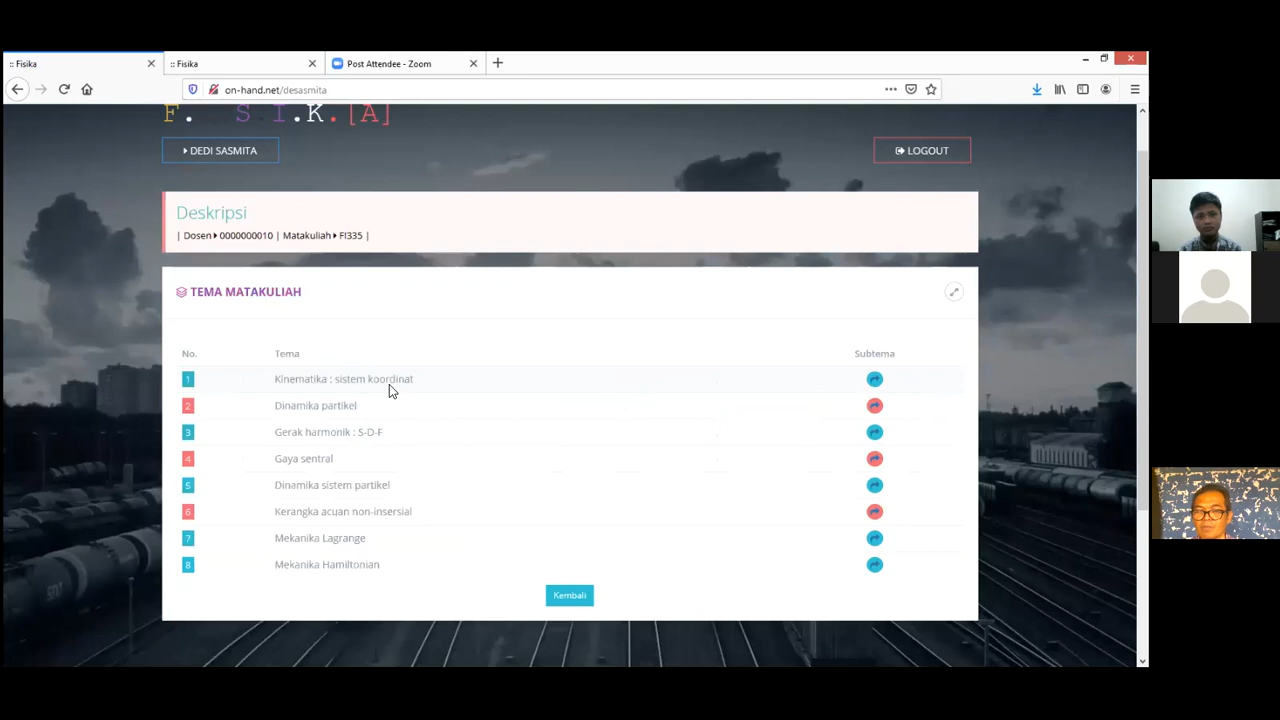 :: Fisika
:: Fisika
Post Attendee - Zoom
on-hand.net/desasmita
F. S I.K.[A]
DEDI SASMITA
LOGOUT
Deskripsi
| Dosen 0000000010 | Matakuliah FI335 |
TEMA MATAKULIAH
No. Tema Subtema
1 Kinematika : sistem koordinat
2 Dinamika partikel
3 Gerak harmonik : S-D-F
4 Gaya sentral
5 Dinamika sistem partikel
6 Kerangka acuan non-insersial
7 Mekanika Lagrange
8 Mekanika Hamiltonian
Kembali